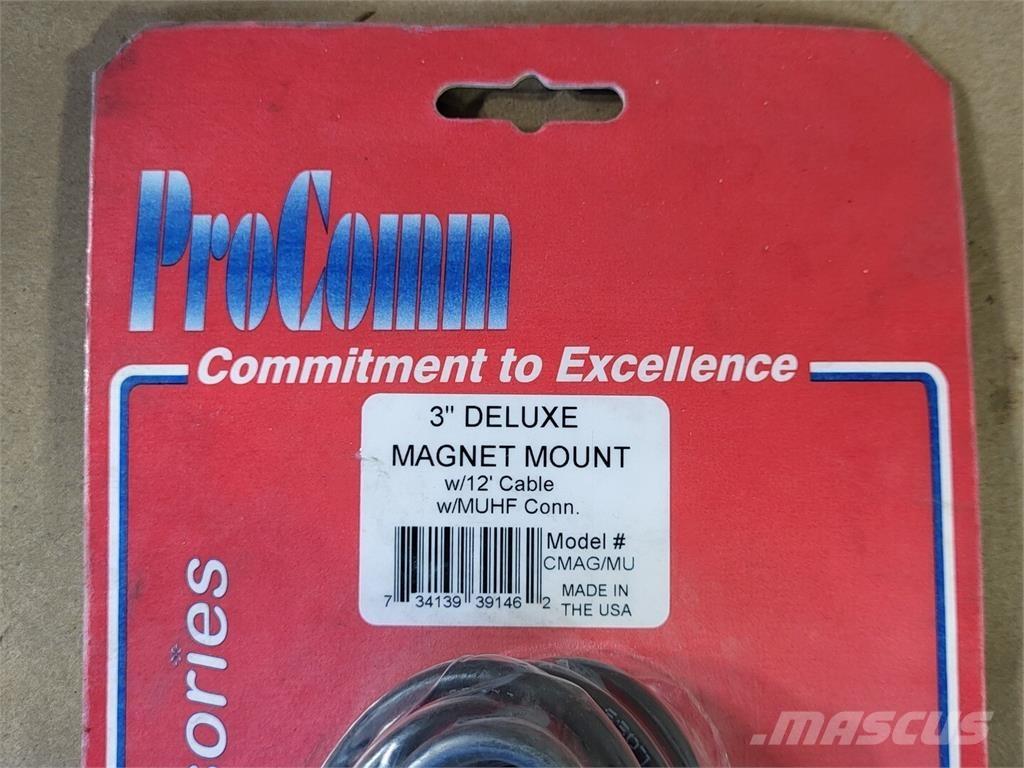 ProComm
Commitment to Excellence
3" DELUXE
MAGNET MOUNT
w/12' Cable
w/MUHF Conn.
Model #
CMAG/MU
MADE IN
THE USA
7 34139 39146 2
sories
MASCUS